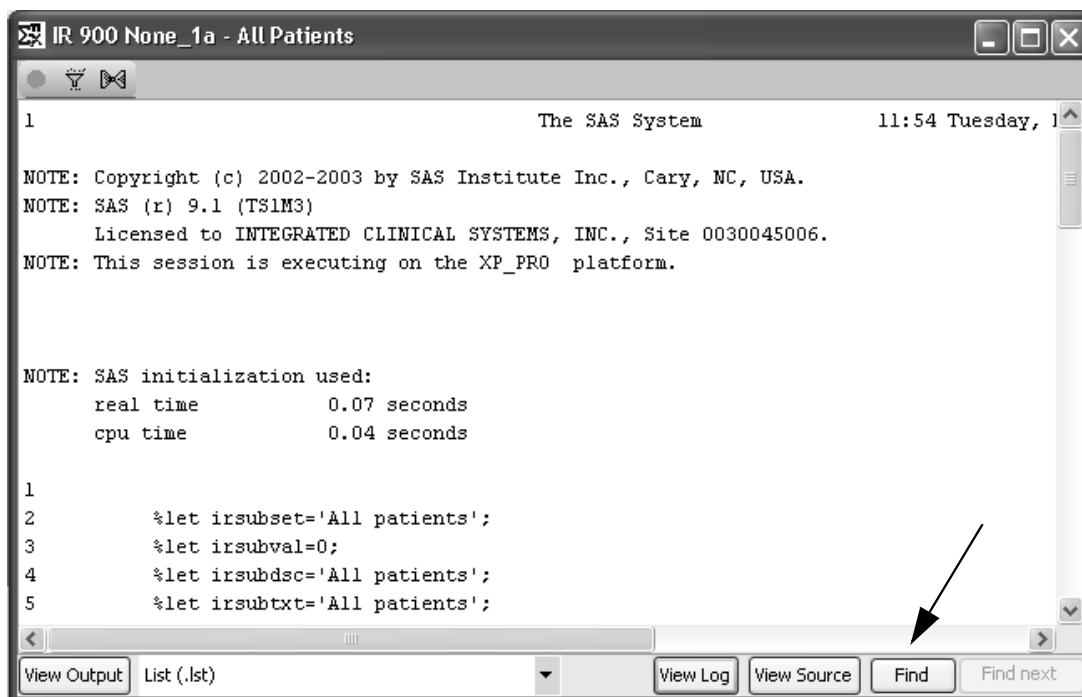 IR 900 None_1a - All Patients
1 The SAS System 11:54 Tuesday,
NOTE: Copyright (c) 2002-2003 by SAS Institute Inc., Cary, NC, USA.
NOTE: SAS (r) 9.1 (TS1M3)
Licensed to INTEGRATED CLINICAL SYSTEMS, INC., Site 0030045006.
NOTE: This session is executing on the XP_PRO platform.
NOTE: SAS initialization used:
real time 0.07 seconds
cpu time 0.04 seconds
1
2 %let irsubset='All patients';
3 %let irsubval=0;
4 %let irsubdsc='All patients';
5 %let irsubtxt='All patients';
View Output List (.lst) View Log View Source Find Find next